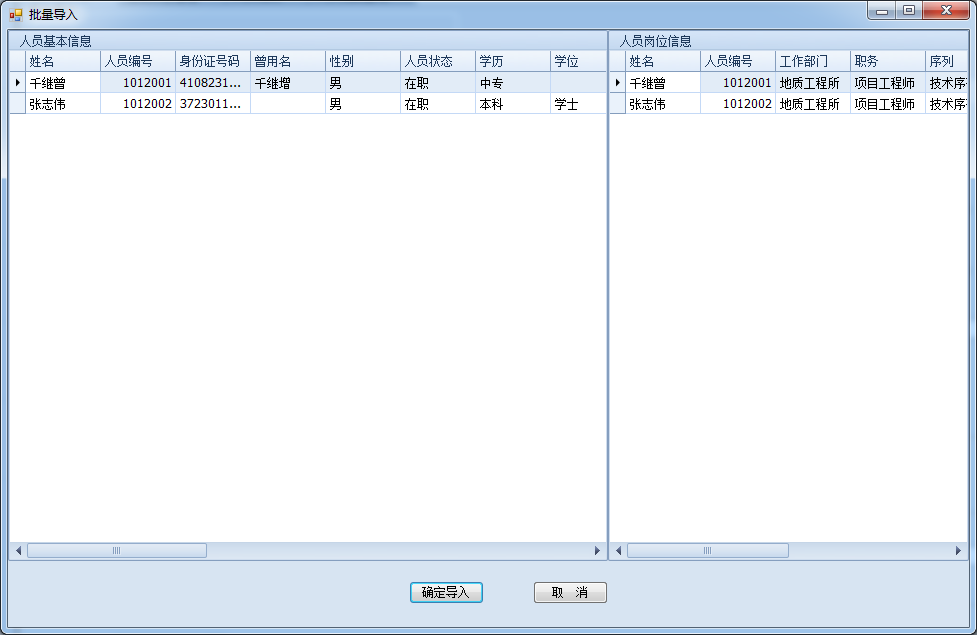 批量导入
人员基本信息
姓名 人员编号 身份证号码 曾用名 性别 人员状态 学历 学位
千继曾 1012001 4108231... 千继增 男 在职 中专
张志伟 1012002 3723011... 男 在职 本科 学士
人员岗位信息
姓名 人员编号 工作部门 职务 序列
千继曾 1012001 地质工程所 项目工程师 技术序
张志伟 1012002 地质工程所 项目工程师 技术序
确定导入 取 消